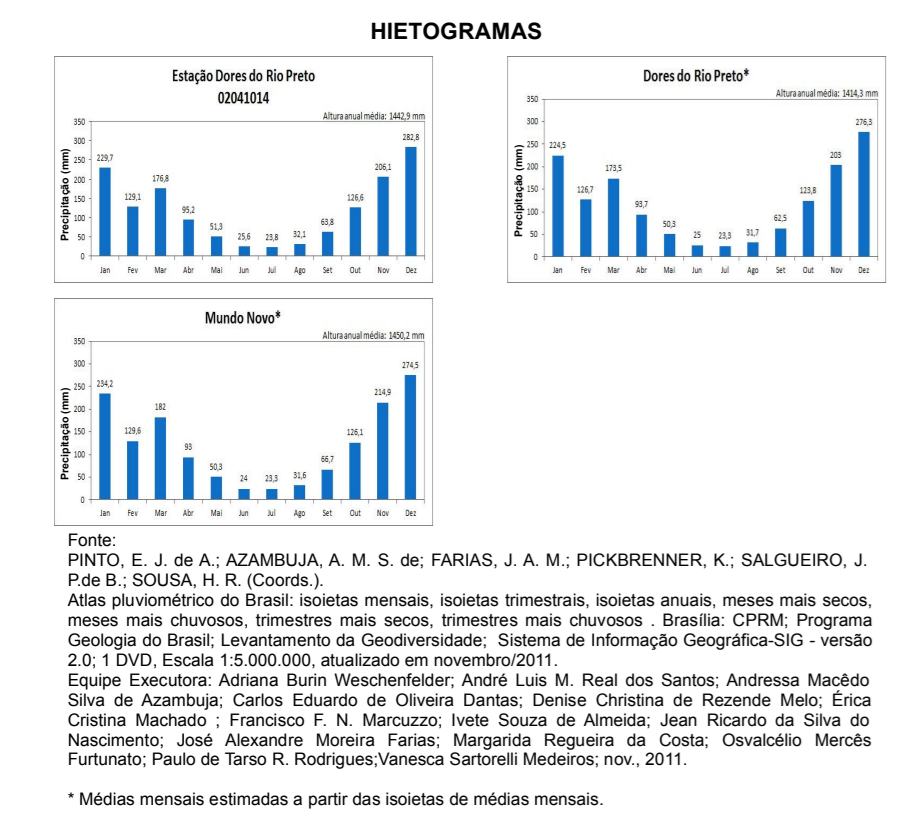 HIETOGRAMAS
Estação Dores do Rio Preto
02041014
Altura anual média: 1442,9 mm
Precipitação (mm)
350
300
250
200
150
100
50
0
229,7
129,1
176,8
95,2
51,3
25,6
23,8
32,1
63,8
126,6
206,1
282,8
Jan Fev Mar Abr Mai Jun Jul Ago Set Out Nov Dez
Dores do Rio Preto*
Altura anual média: 1414,3 mm
Precipitação (mm)
350
300
250
200
150
100
50
0
224,5
126,7
173,5
93,7
50,3
25
23,3
31,7
62,5
123,8
203
276,3
Jan Fev Mar Abr Mai Jun Jul Ago Set Out Nov Dez
Mundo Novo*
Altura anual média: 1450,2 mm
Precipitação (mm)
350
300
250
200
150
100
50
0
234,2
129,6
182
93
50,3
24
23,3
31,6
66,7
126,1
214,9
274,5
Jan Fev Mar Abr Mai Jun Jul Ago Set Out Nov Dez
Fonte:
PINTO, E. J. de A.; AZAMBUJA, A. M. S. de; FARIAS, J. A. M.; PICKBRENNER, K.; SALGUEIRO, J.
P.de B.; SOUSA, H. R. (Coords.).
Atlas pluviométrico do Brasil: isoietas mensais, isoietas trimestrais, isoietas anuais, meses mais secos,
meses mais chuvosos, trimestres mais secos, trimestres mais chuvosos . Brasília: CPRM; Programa
Geologia do Brasil; Levantamento da Geodiversidade; Sistema de Informação Geográfica-SIG - versão
2.0; 1 DVD, Escala 1:5.000.000, atualizado em novembro/2011.
Equipe Executora: Adriana Burin Weschenfelder; André Luis M. Real dos Santos; Andressa Macêdo
Silva de Azambuja; Carlos Eduardo de Oliveira Dantas; Denise Christina de Rezende Melo; Érica
Cristina Machado ; Francisco F. N. Marcuzzo; Ivete Souza de Almeida; Jean Ricardo da Silva do
Nascimento; José Alexandre Moreira Farias; Margarida Regueira da Costa; Osvalcélio Mercês
Furtunato; Paulo de Tarso R. Rodrigues;Vanesca Sartorelli Medeiros; nov., 2011.
* Médias mensais estimadas a partir das isoietas de médias mensais.